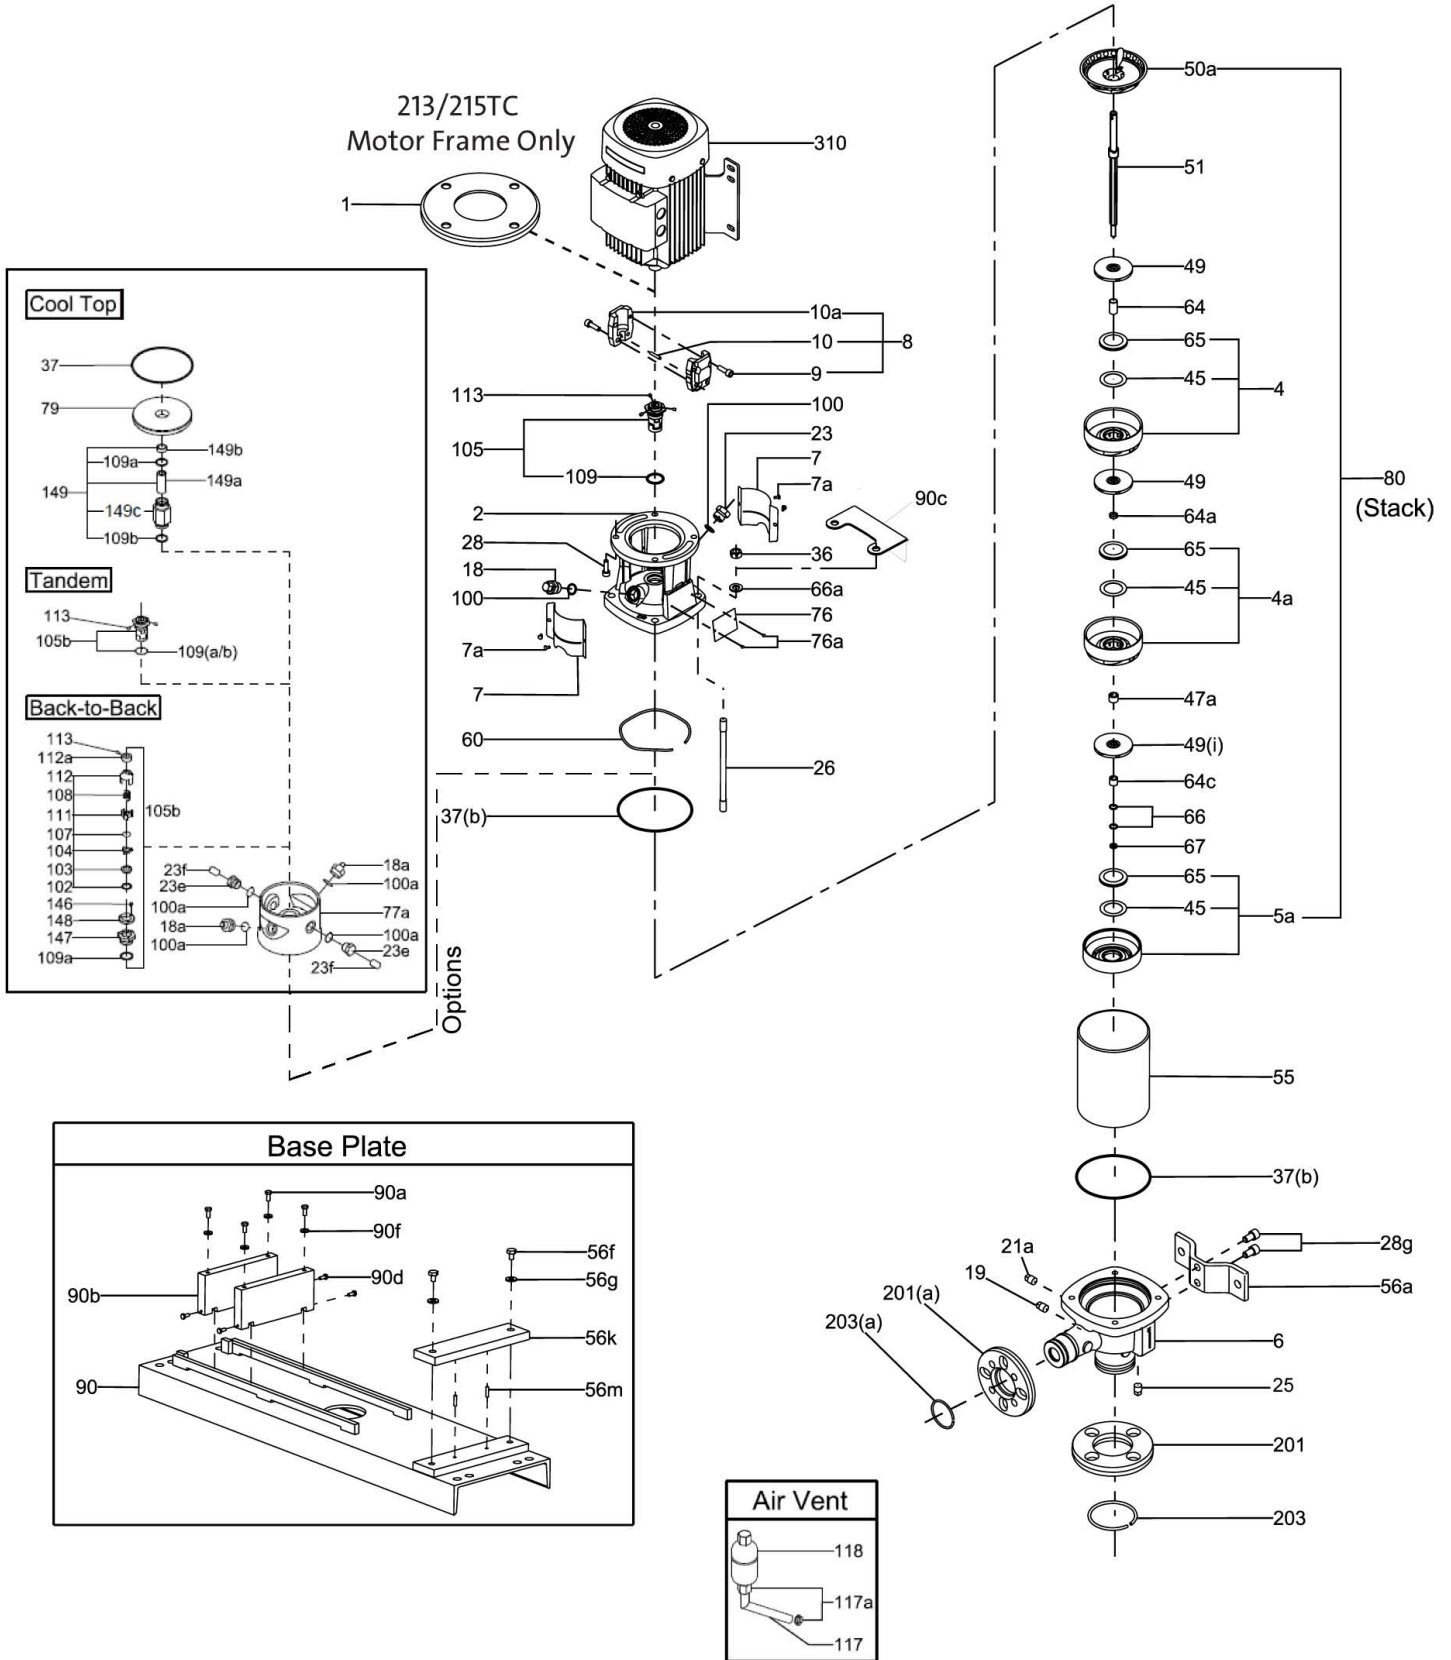 213/215TC
Motor Frame Only
310
1
10a
10
8
9
113
105
109
100
23
7
7a
90c
2
28
18
100
36
66a
76
76a
7a
7
60
26
37(b)
Options
Cool Top
37
79
149b
109a
149a
149
149c
109b
Tandem
113
105b
109(a/b)
Back-to-Back
113
112a
112
108
111
105b
107
104
103
102
146
148
147
109a
23f
23e
100a
18a
100a
18a
100a
77a
100a
23e
23f
50a
51
49
64
65
45
4
49
64a
65
45
4a
80
(Stack)
47a
49(i)
64c
66
67
65
45
5a
55
37(b)
21a
19
28g
56a
201(a)
203(a)
6
25
201
203
Base Plate
90a
90f
90d
90b
90
56f
56g
56k
56m
Air Vent
118
117a
117